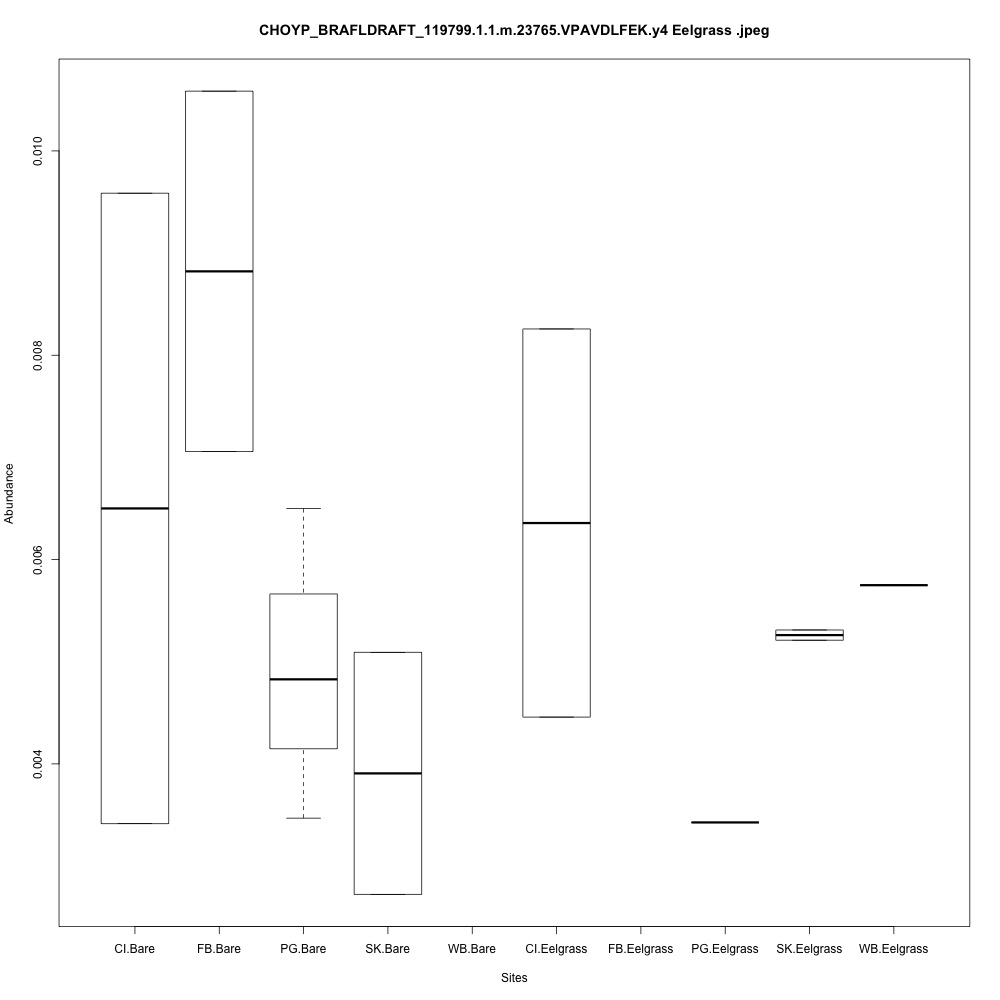 CHOYP_BRAFLDRAFT_119799.1.1.m.23765.VPAVDLFEK.y4 Eelgrass .jpeg
0.010
0.008
0.006
0.004
Abundance
CI.Bare FB.Bare PG.Bare SK.Bare WB.Bare CI.Eelgrass FB.Eelgrass PG.Eelgrass SK.Eelgrass WB.Eelgrass
Sites